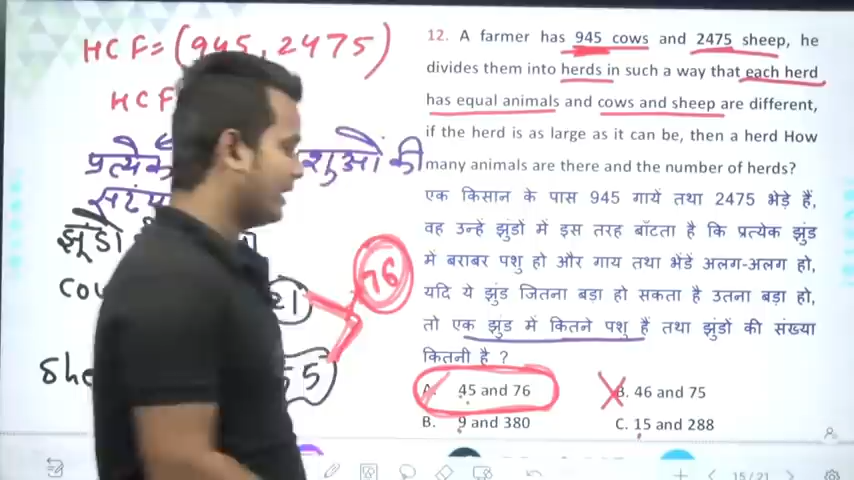 HCF=(945, 2475)
HCF
प्रत्येक शुओं की
झूंडो
cou 21
76
She 55
12. A farmer has 945 cows and 2475 sheep, he
divides them into herds in such a way that each herd
has equal animals and cows and sheep are different,
if the herd is as large as it can be, then a herd How
many animals are there and the number of herds?
एक किसान के पास 945 गायें तथा 2475 भेड़े हैं,
वह उन्हें झुंडों में इस तरह बाँटता है कि प्रत्येक झुंड
में बराबर पशु हो और गाय तथा भेंडें अलग-अलग हो,
यदि ये झुंड जितना बड़ा हो सकता है उतना बड़ा हो,
तो एक झुंड में कितने पशु हैं तथा झुंडों की संख्या
कितनी है ?
A. 45 and 76
B. 46 and 75
B. 9 and 380
C. 15 and 288
15/21